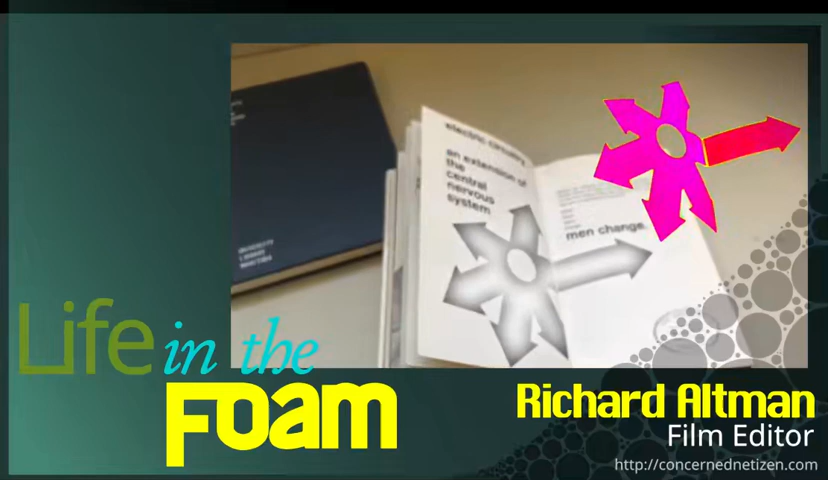 electric circuitry,
an extension of
the
central
nervous
system
men change.
Life in the
Foam
Richard Altman
Film Editor
http://concernednetizen.com